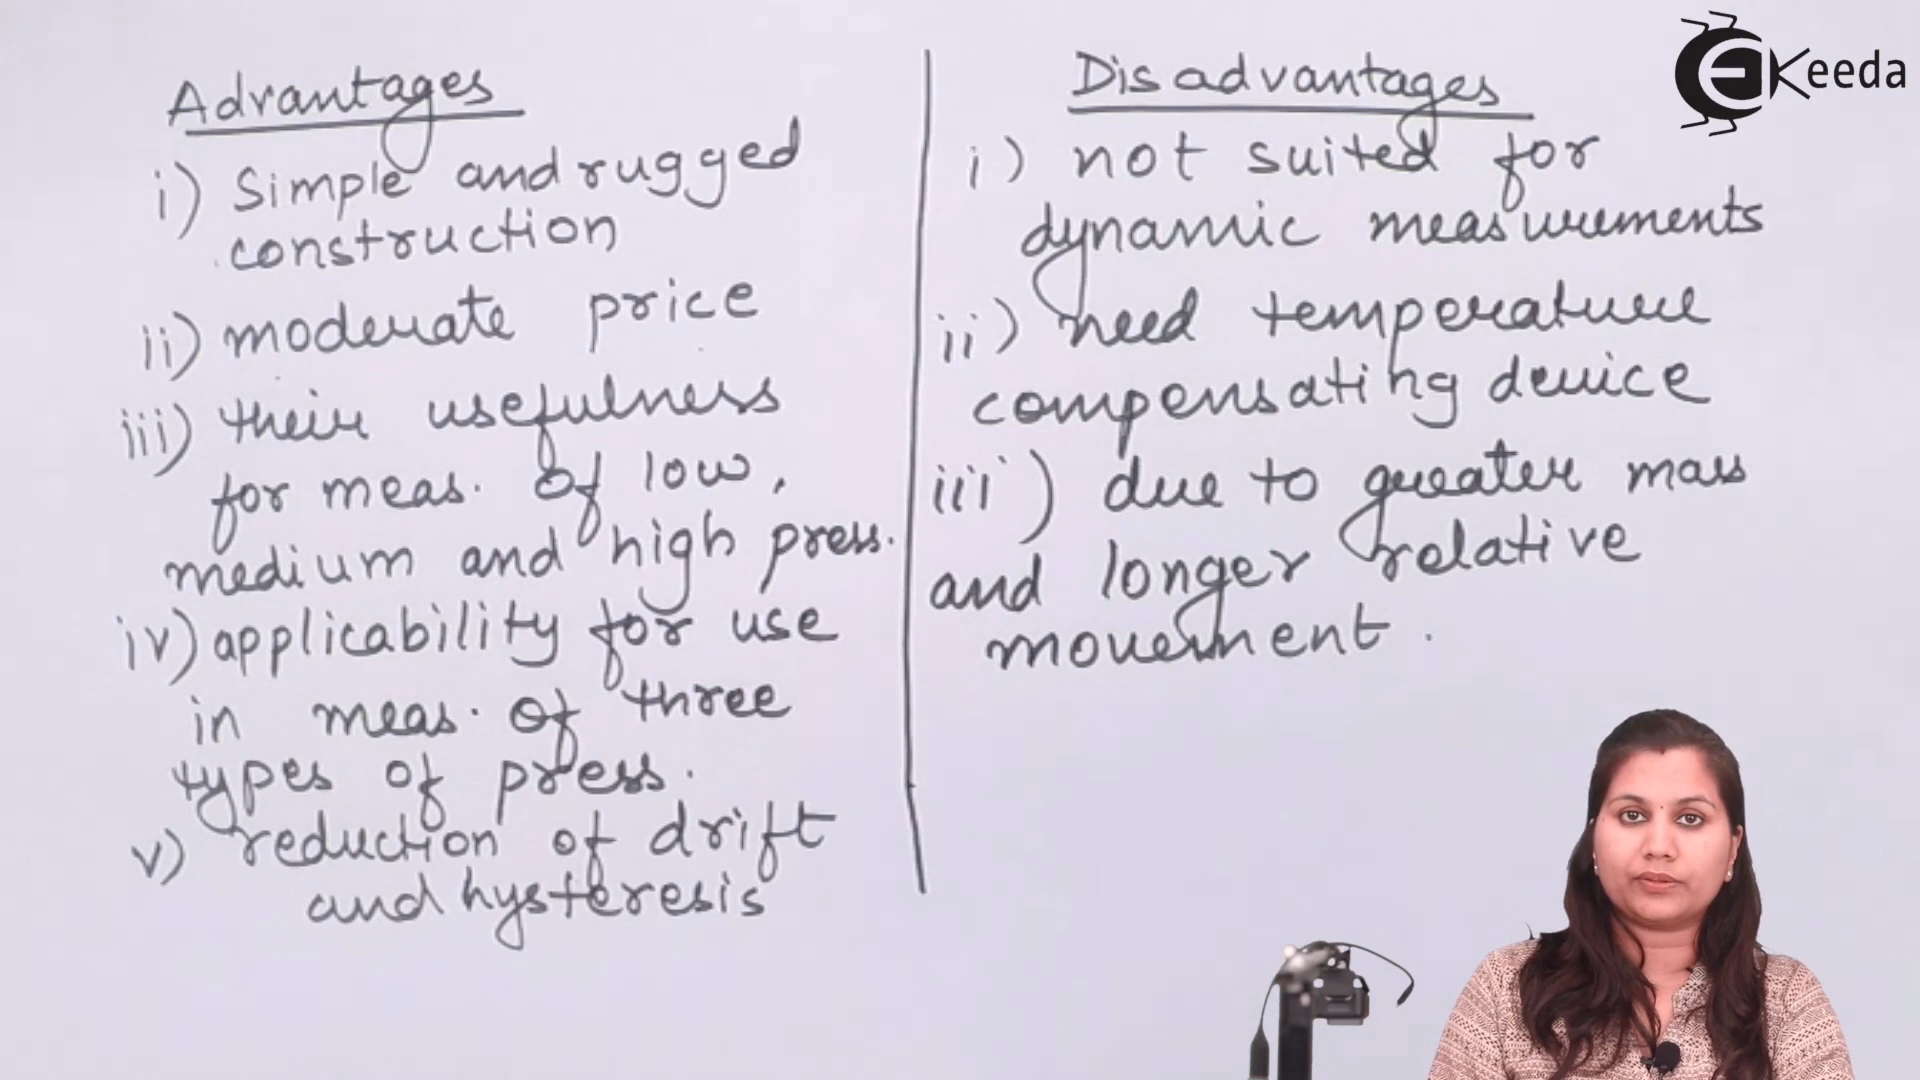 Advantages
i) Simple and rugged
construction
ii) moderate price
iii) their usefulness
for meas. of low,
medium and high press.
iv) applicability for use
in meas. of three
types of press.
v) reduction of drift
and hysteresis
Disadvantages
i) not suited for
dynamic measurements
ii) need temperature
compensating device
iii) due to greater mass
and longer relative
movement.
EKeeda